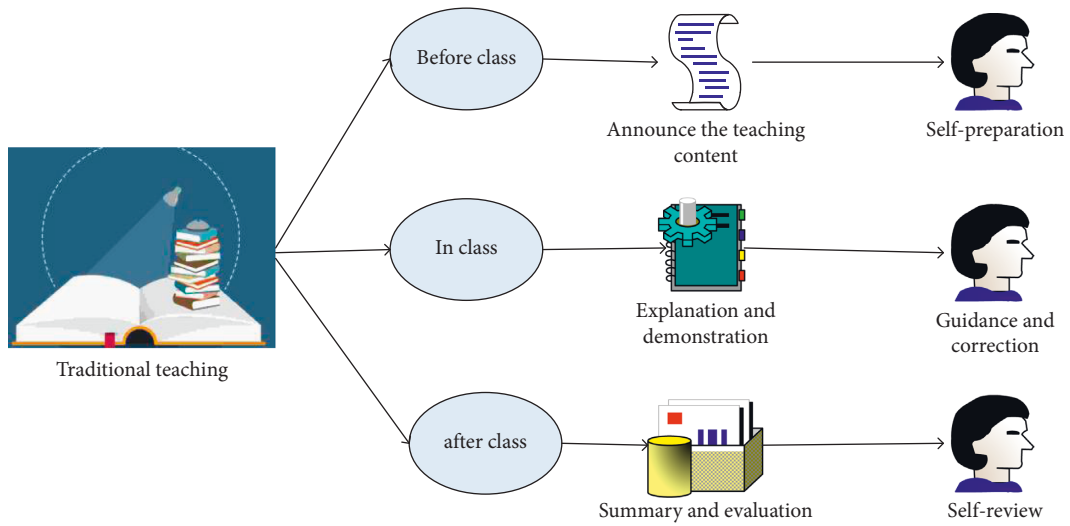 Before class
Announce the teaching
content
Self-preparation
Traditional teaching
In class
Explanation and
demonstration
Guidance and
correction
after class
Summary and evaluation
Self-review